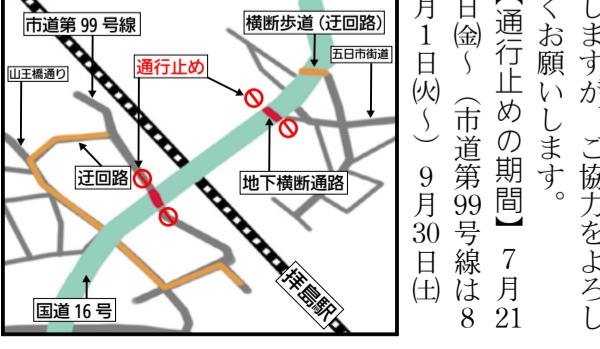 しますが、ご協力をよろし
くお願いします。
【通行止めの期間】 7月21
日㈮～（市道第99号線は8
月1日㈫～） 9月30日㈯
市道第99号線
横断歩道（迂回路）
通行止め
五日市街道
山王橋通り
迂回路
地下横断通路
国道16号
拝島駅